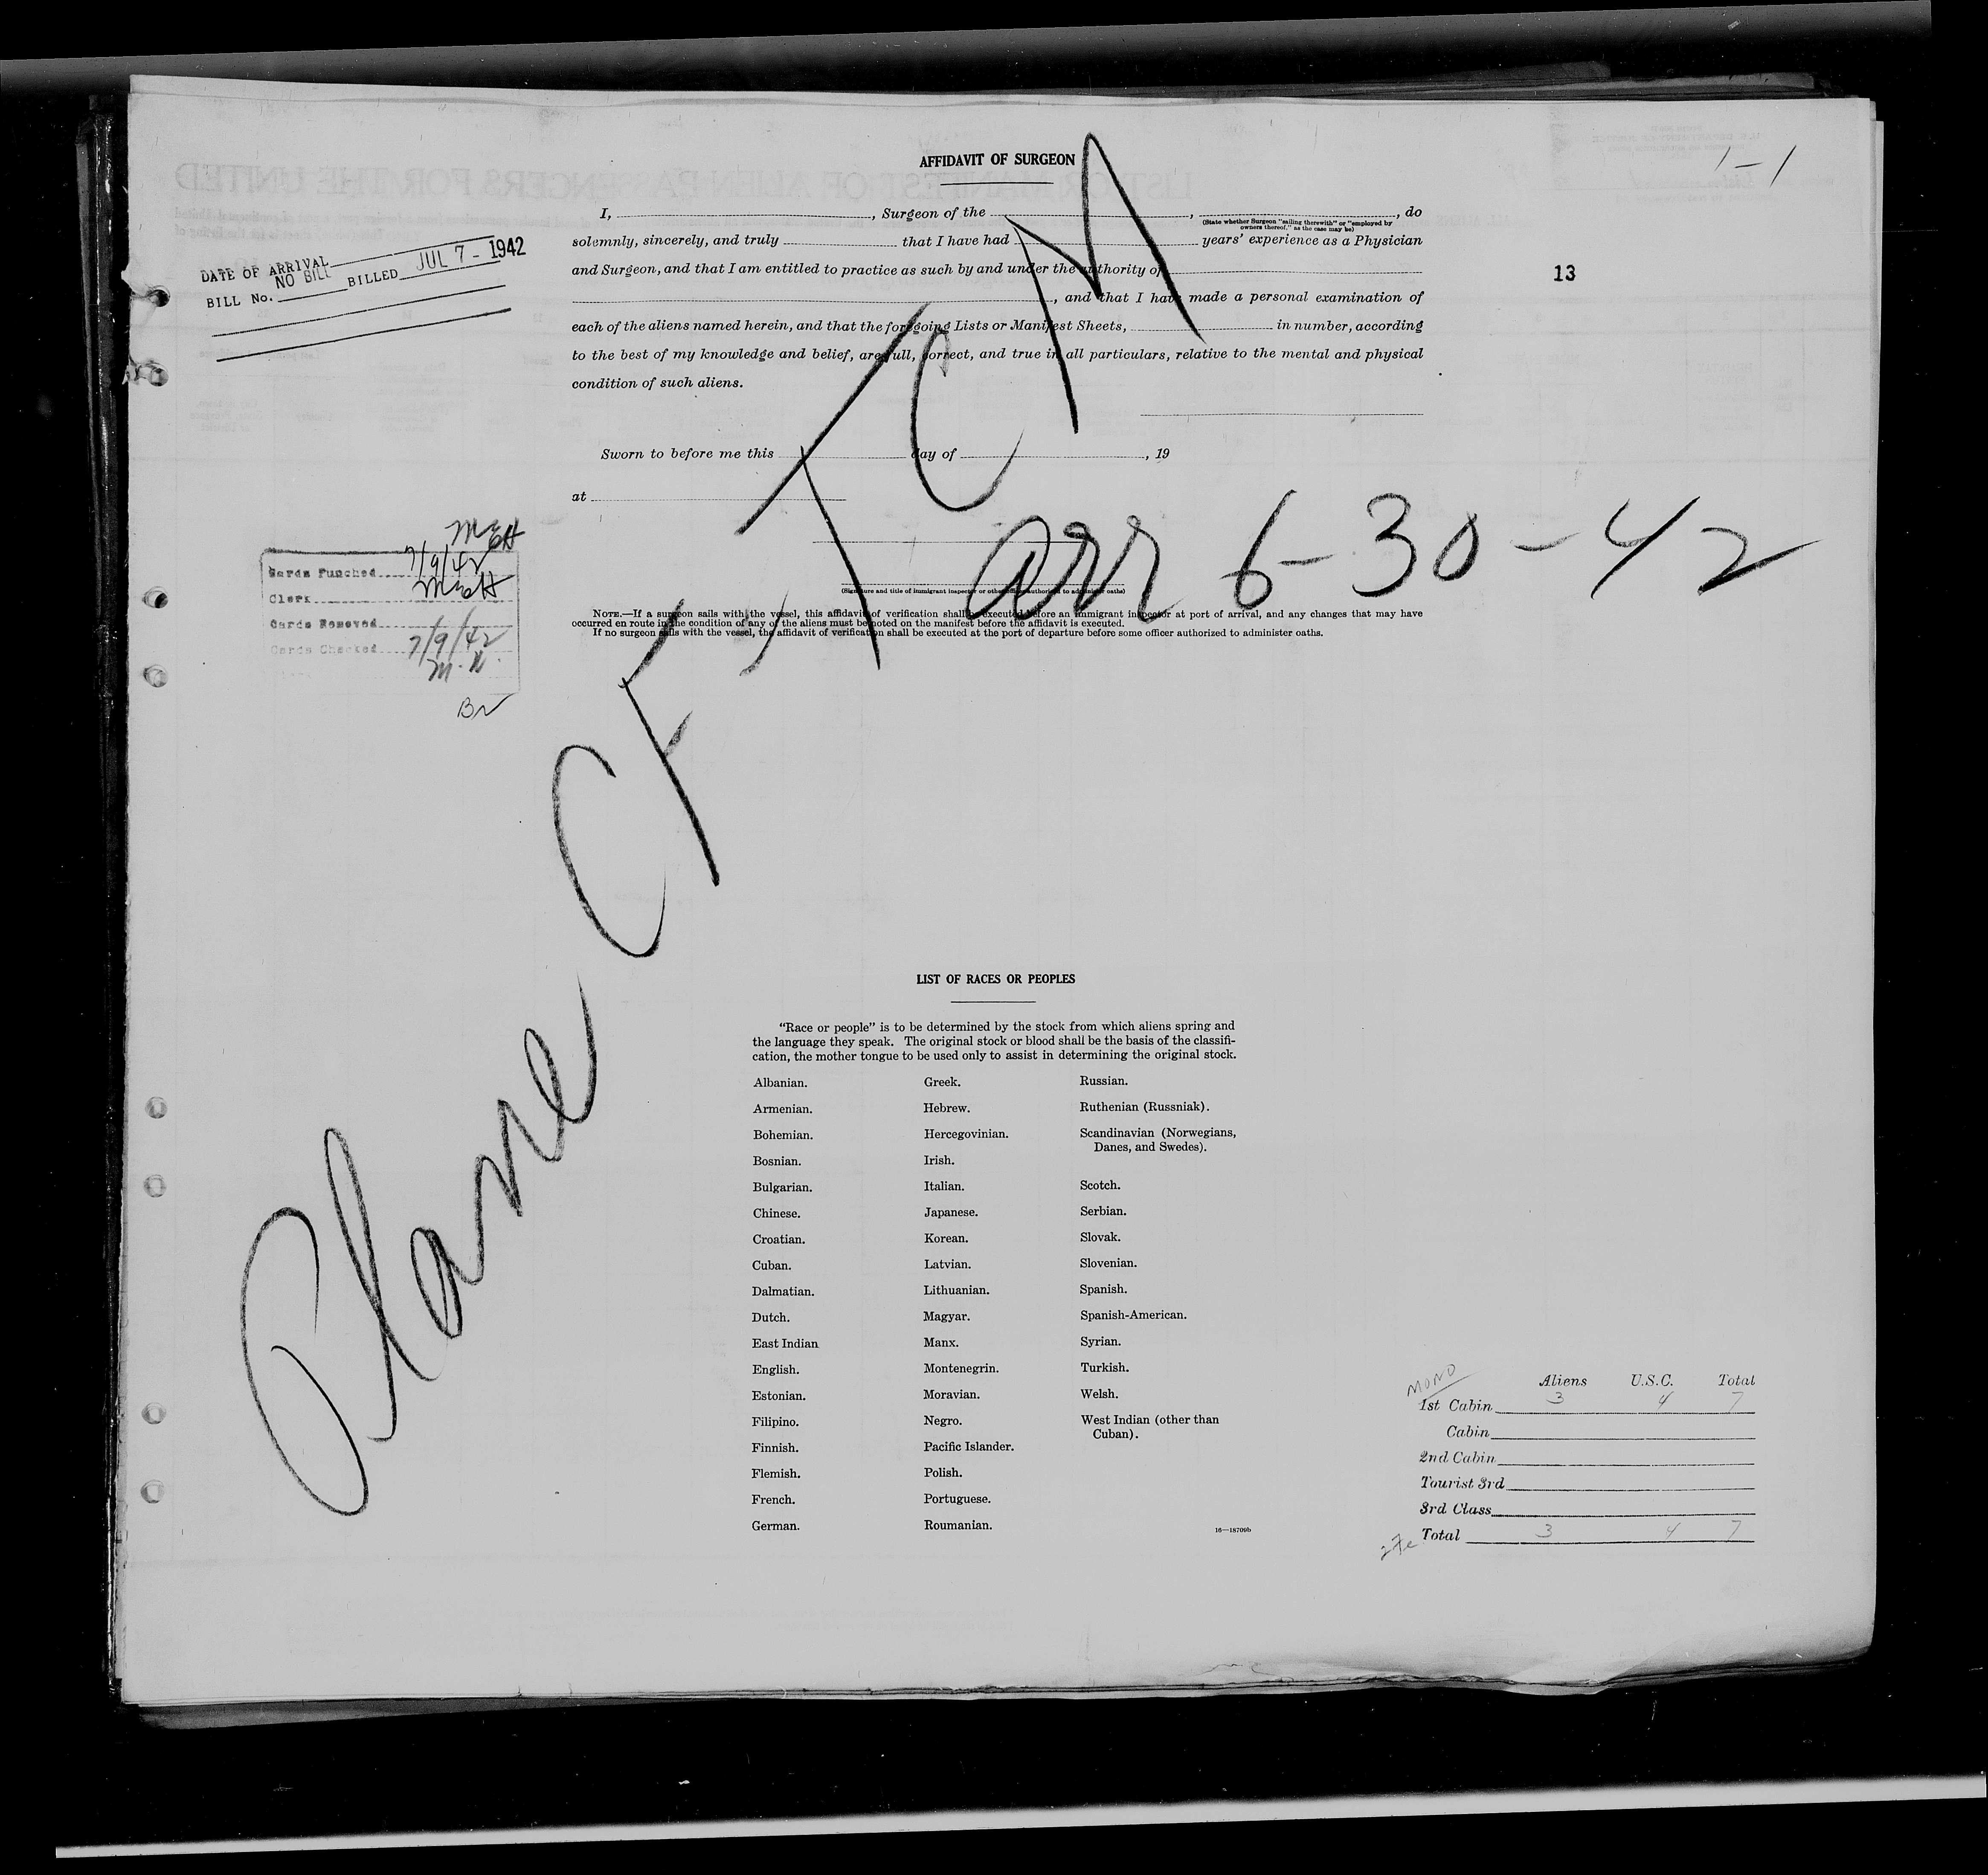 AFFIDAVIT OF SURGEON
1-1
I, , Surgeon of the , , do
(State whether Surgeon "sailing therewith" or "employed by
owners thereof," as the case may be)
solemnly, sincerely, and truly that I have had years' experience as a Physician
and Surgeon, and that I am entitled to practice as such by and under the authority of
, and that I have made a personal examination of
each of the aliens named herein, and that the foregoing Lists or Manifest Sheets, in number, according
to the best of my knowledge and belief, are full, correct, and true in all particulars, relative to the mental and physical
condition of such aliens.
Sworn to before me this day of , 19
at
(Signature and title of immigrant inspector or other officer authorized to administer oaths)
NOTE.—If a surgeon sails with the vessel, this affidavit of verification shall be executed before an immigrant inspector at port of arrival, and any changes that may have
occurred en route in the condition of any of the aliens must be noted on the manifest before the affidavit is executed.
If no surgeon sails with the vessel, the affidavit of verification shall be executed at the port of departure before some officer authorized to administer oaths.
DATE OF ARRIVAL
NO BILL
BILL No. BILLED JUL 7 - 1942
13
Plane CF-TCM
arr 6-30-42
MEH
Cards Punched 7/9/42
Clerk MEH
Cards Removed
Cards Checked 7/9/42
M.N.
LIST OF RACES OR PEOPLES
"Race or people" is to be determined by the stock from which aliens spring and
the language they speak. The original stock or blood shall be the basis of the classifi-
cation, the mother tongue to be used only to assist in determining the original stock.
Albanian.
Armenian.
Bohemian.
Bosnian.
Bulgarian.
Chinese.
Croatian.
Cuban.
Dalmatian.
Dutch.
East Indian
English.
Estonian.
Filipino.
Finnish.
Flemish.
French.
German.
Greek.
Hebrew.
Hercegovinian.
Irish.
Italian.
Japanese.
Korean.
Latvian.
Lithuanian.
Magyar.
Manx.
Montenegrin.
Moravian.
Negro.
Pacific Islander.
Polish.
Portuguese.
Roumanian.
Russian.
Ruthenian (Russniak).
Scandinavian (Norwegians,
Danes, and Swedes).
Scotch.
Serbian.
Slovak.
Slovenian.
Spanish.
Spanish-American.
Syrian.
Turkish.
Welsh.
West Indian (other than
Cuban).
16—18709b
MONO
Aliens U.S.C. Total
1st Cabin 3 4 7
Cabin
2nd Cabin
Tourist 3rd
3rd Class
Total 3 4 7